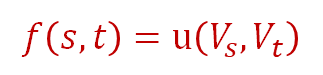 f(s, t) = u(V_s, V_t)